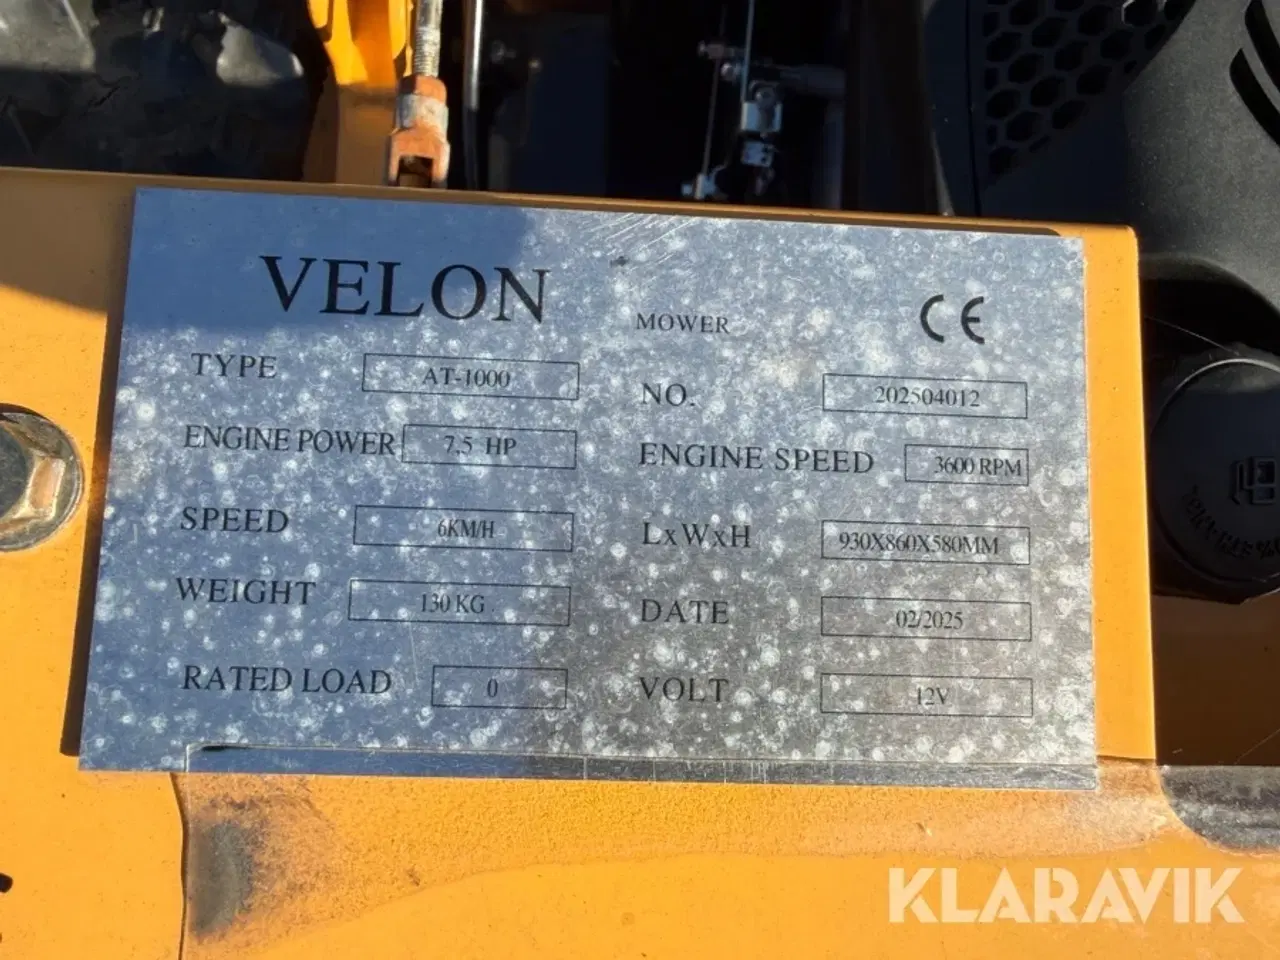 VELON
MOWER
CE
TYPE AT-1000
NO. 202504012
ENGINE POWER 7,5 HP
ENGINE SPEED 3600 RPM
SPEED 6KM/H
LxWxH 930X860X580MM
WEIGHT 130 KG
DATE 02/2025
RATED LOAD 0
VOLT 12V
KLARAVIK